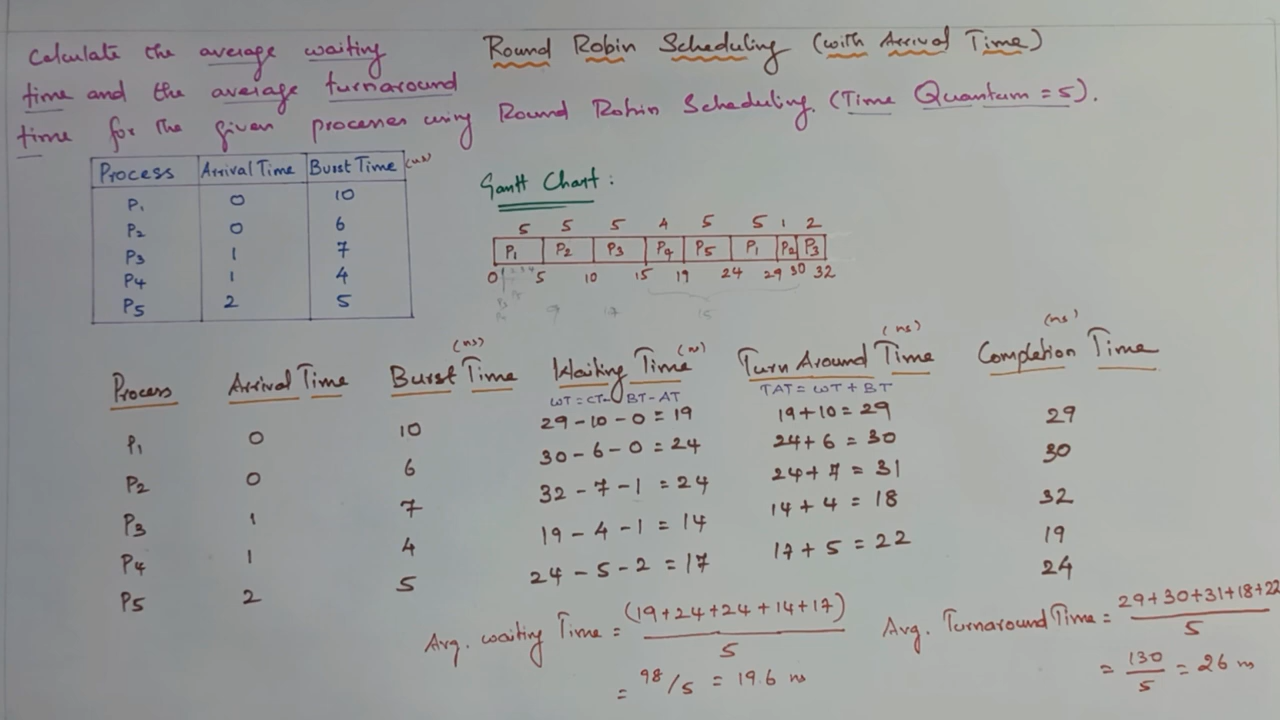 Calculate the average waiting
time and the average turnaround
time for the given processes using Round Robin Scheduling. (Time Quantum = 5).
Round Robin Scheduling (with Arrival Time)
Process Arrival Time Burst Time (ns)
P1 0 10
P2 0 6
P3 1 7
P4 1 4
P5 2 5
Gantt Chart :
5 5 5 4 5 5 1 2
P1 P2 P3 P4 P5 P1 P2 P3
0 5 10 15 19 24 29 30 32
(ns) (ns) (ns) (ns)
Process Arrival Time Burst Time Waiting Time Turn Around Time Completion Time
WT = CT - BT - AT TAT = WT + BT
P1 0 10 29 - 10 - 0 = 19 19 + 10 = 29 29
P2 0 6 30 - 6 - 0 = 24 24 + 6 = 30 30
P3 1 7 32 - 7 - 1 = 24 24 + 7 = 31 32
P4 1 4 19 - 4 - 1 = 14 14 + 4 = 18 19
P5 2 5 24 - 5 - 2 = 17 17 + 5 = 22 24
Avg. waiting Time = (19+24+24+14+17) / 5
= 98/5 = 19.6 ns
Avg. Turnaround Time = 29+30+31+18+22 / 5
= 130 / 5 = 26 ns